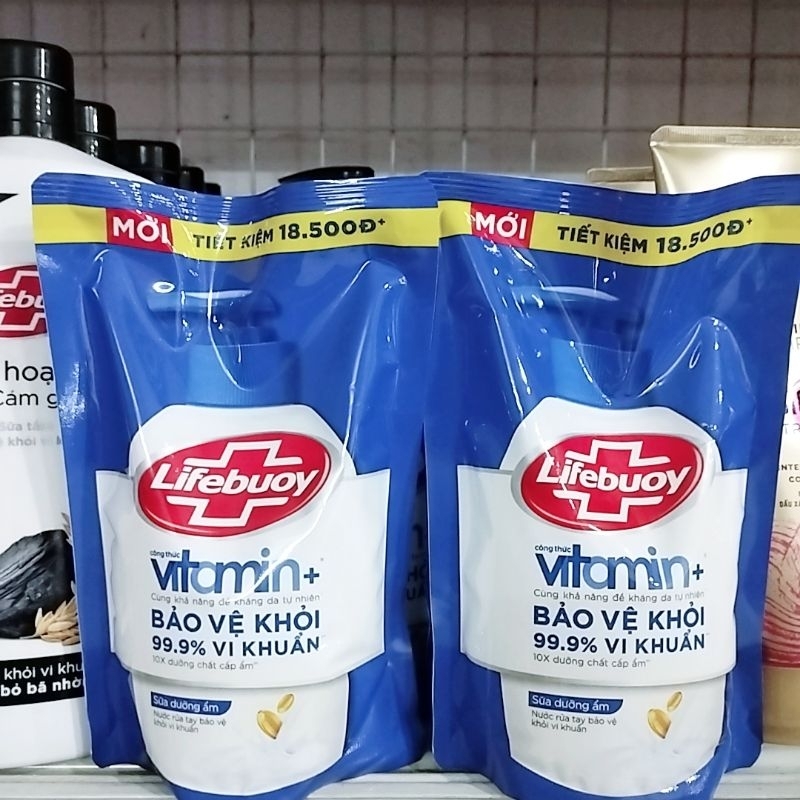 MỚI TIẾT KIỆM 18.500Đ+
Lifebuoy
công thức
vitamin+
Cùng khả năng đề kháng da tự nhiên
BẢO VỆ KHỎI
99.9% VI KHUẨN
10X dưỡng chất cấp ẩm
Sữa dưỡng ẩm
Nước rửa tay bảo vệ
khỏi vi khuẩn
MỚI TIẾT KIỆM 18.500Đ+
Lifebuoy
công thức
vitamin+
Cùng khả năng đề kháng da tự nhiên
BẢO VỆ KHỎI
99.9% VI KHUẨN
10X dưỡng chất cấp ẩm
Sữa dưỡng ẩm
Nước rửa tay bảo vệ
khỏi vi khuẩn
ebuoy
hoạ
Cám g
khỏi vi khu
bỏ bã nhờ